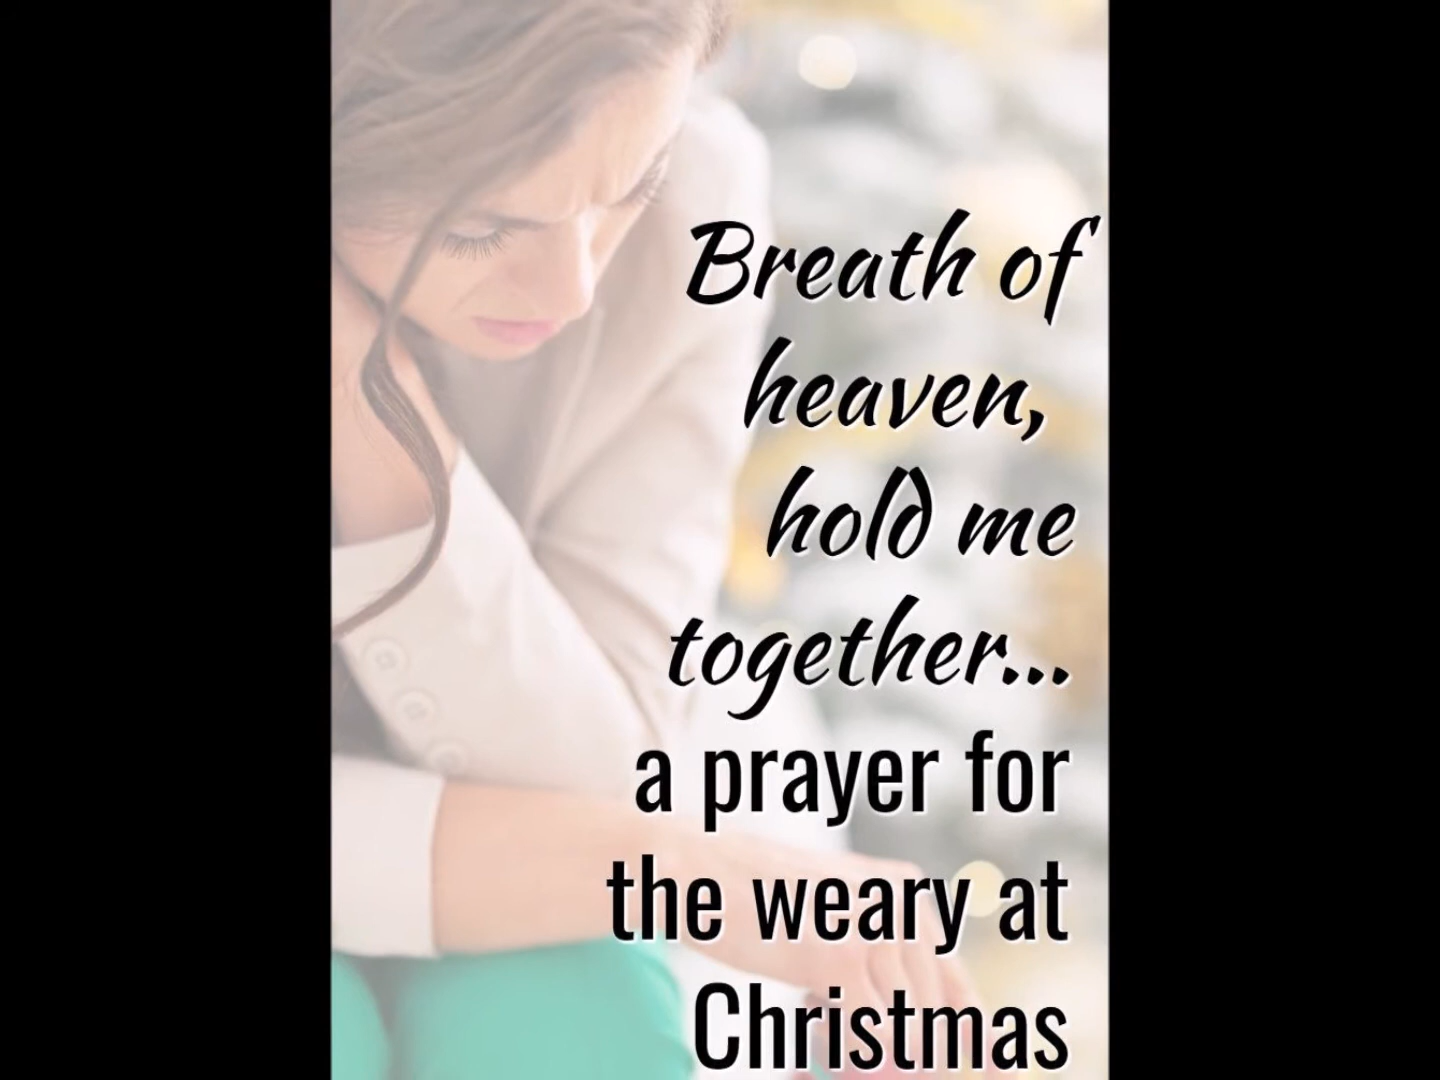 Breath of
heaven,
hold me
together...
a prayer for
the weary at
Christmas